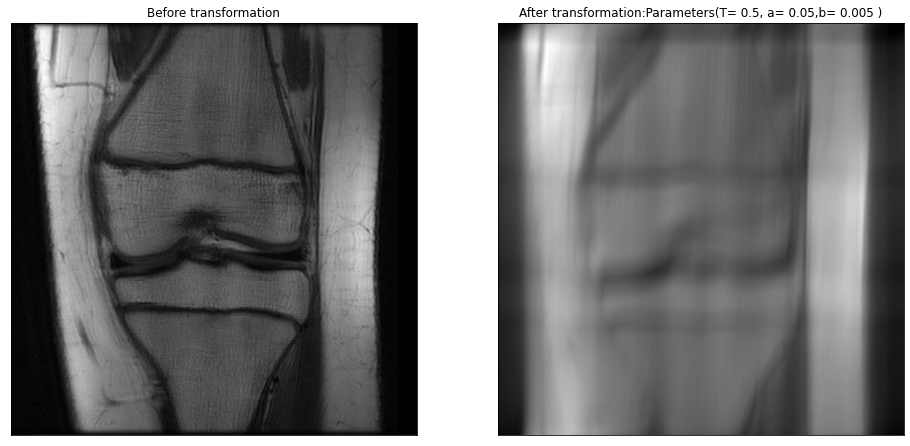 Before transformation
After transformation:Parameters(T= 0.5, a= 0.05,b= 0.005 )